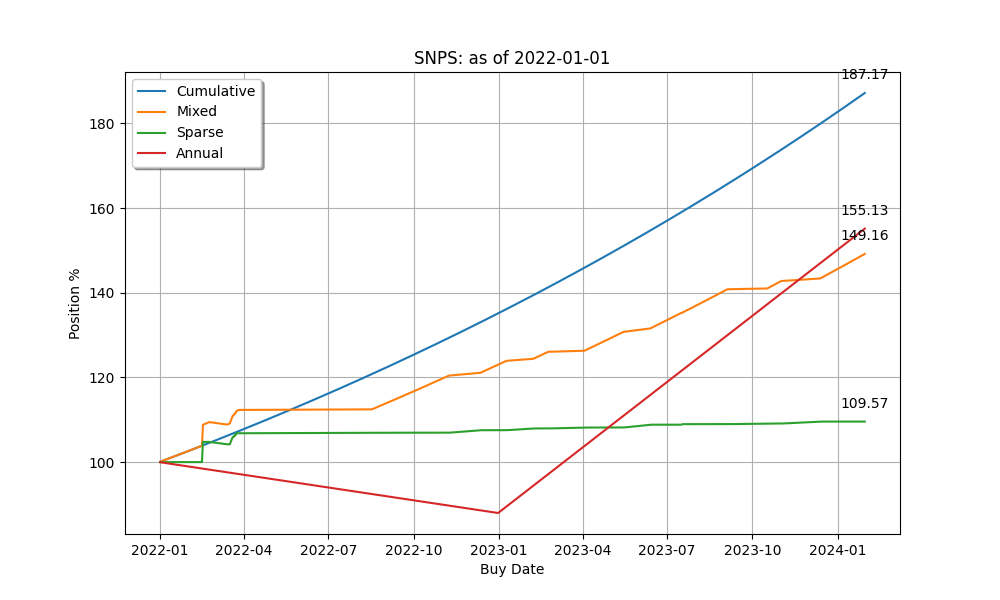 SNPS: as of 2022-01-01
Cumulative
Mixed
Sparse
Annual
187.17
155.13
149.16
109.57
Position %
180
160
140
120
100
2022-01 2022-04 2022-07 2022-10 2023-01 2023-04 2023-07 2023-10 2024-01
Buy Date